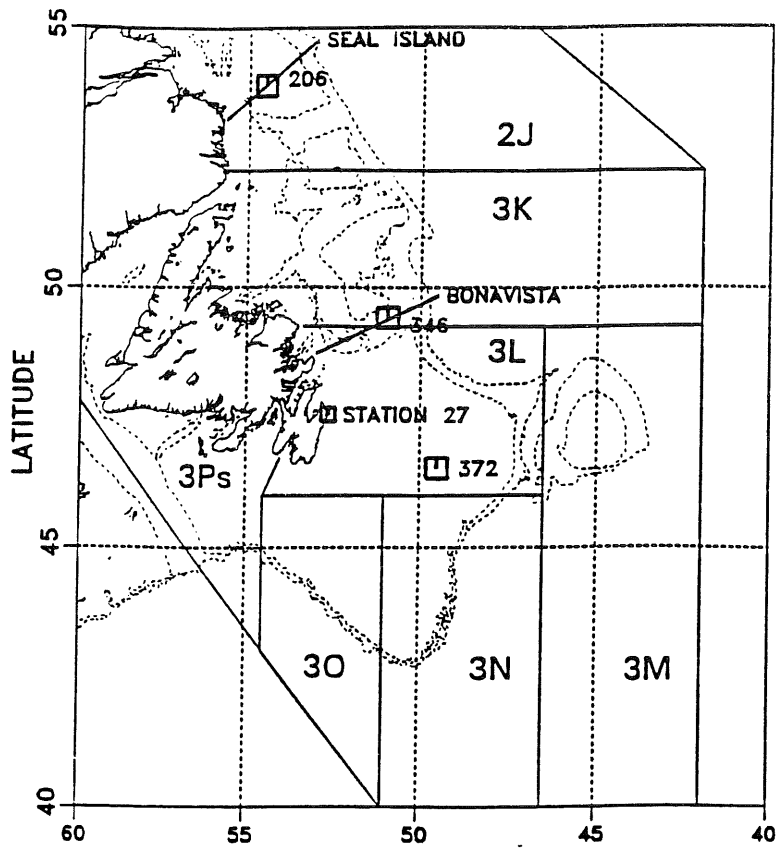 55
SEAL ISLAND
206
2J
3K
50
BONAVISTA
346
3L
LATITUDE
STATION 27
3Ps
372
45
3O
3N
3M
40
60
55
50
45
40